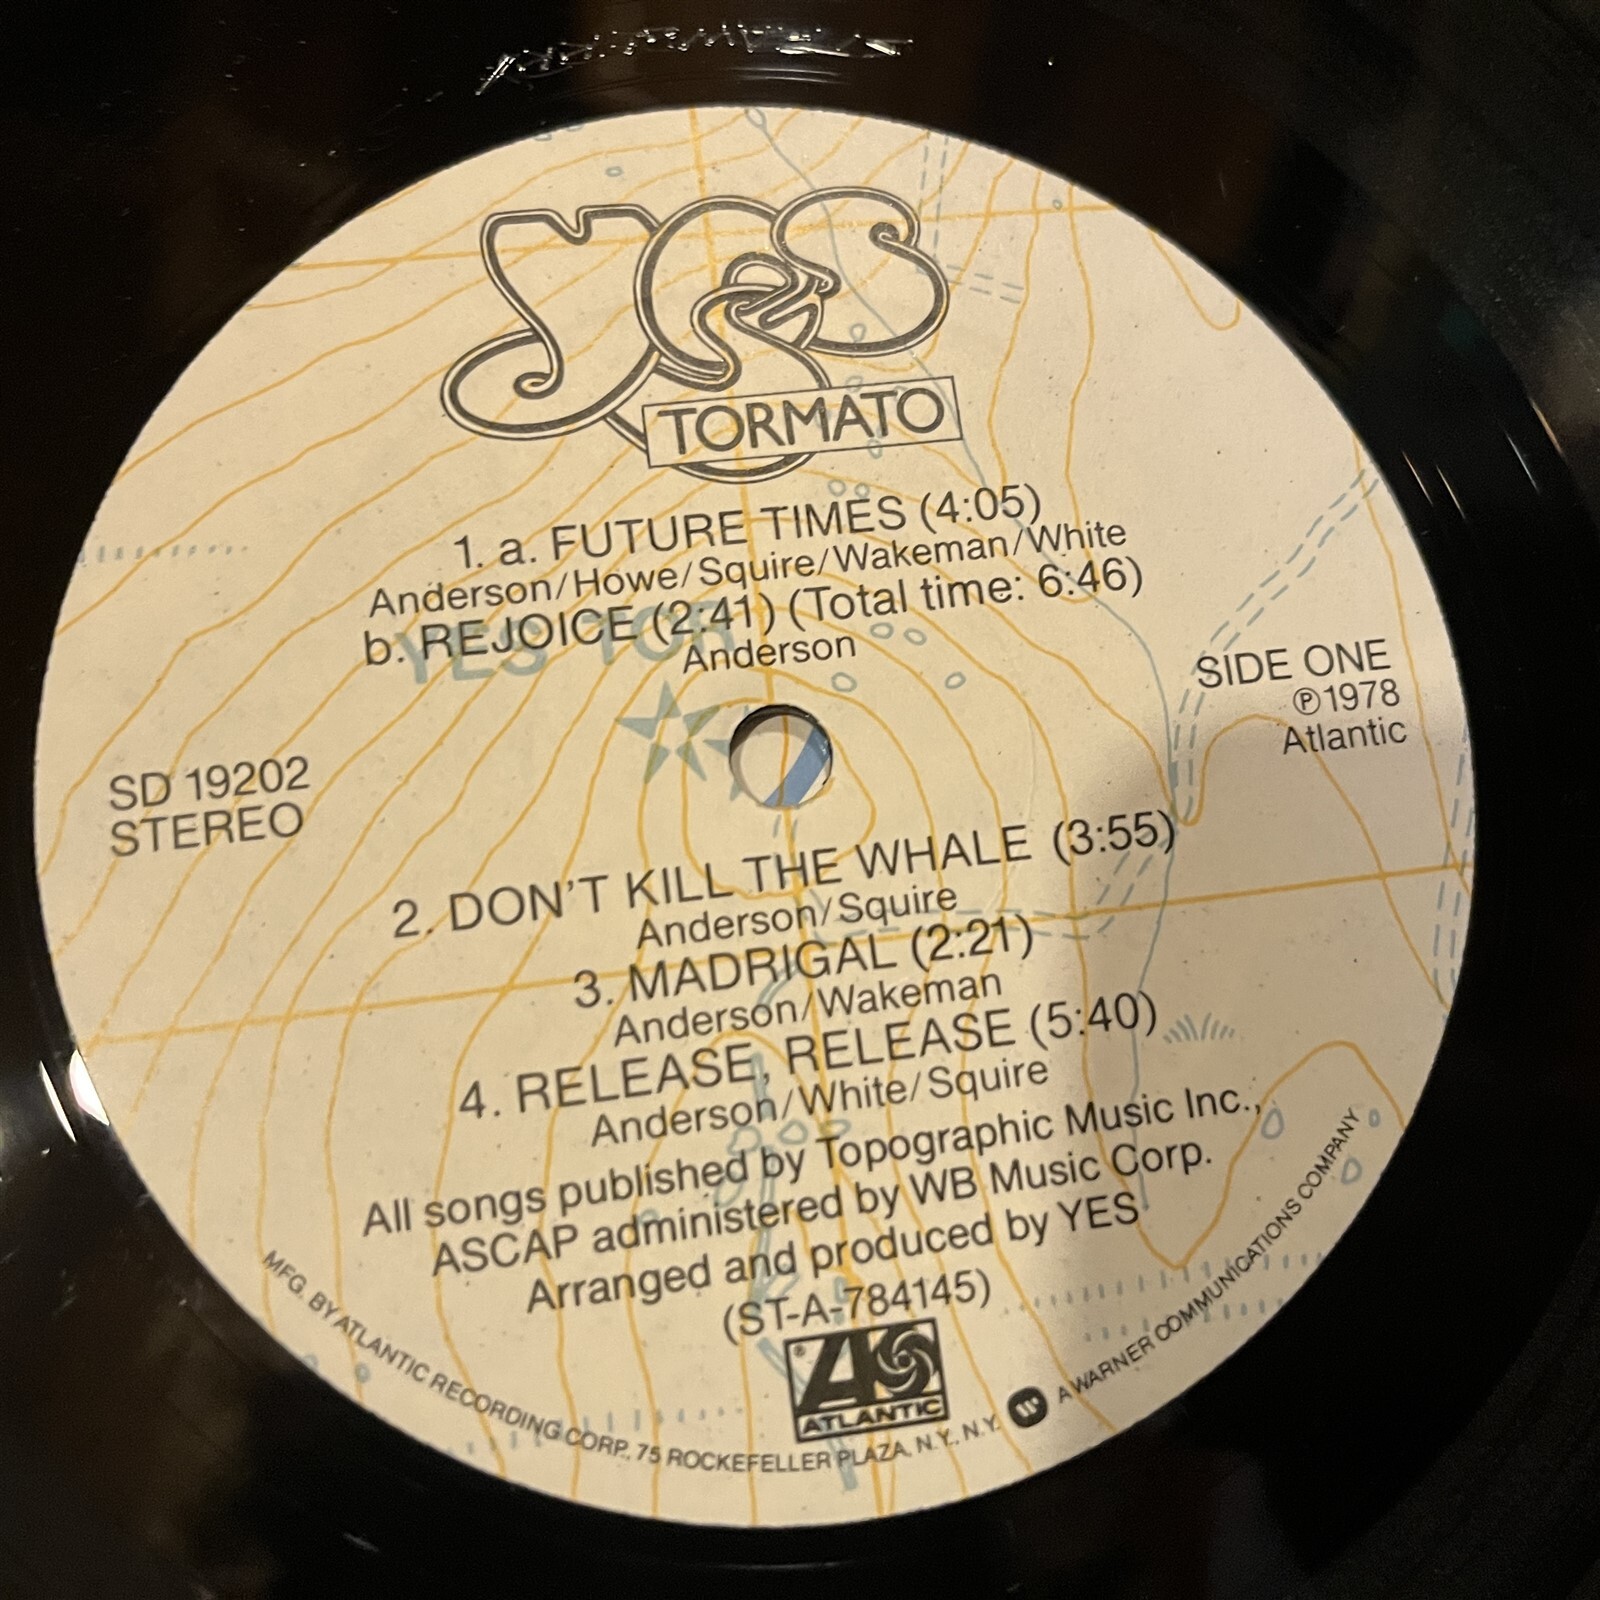 YES
TORMATO
1. a. FUTURE TIMES (4:05)
Anderson/Howe/Squire/Wakeman/White
b. REJOICE (2:41) (Total time: 6:46)
Anderson
YES TOR
SIDE ONE
℗1978
Atlantic
SD 19202
STEREO
2. DON'T KILL THE WHALE (3:55)
Anderson/Squire
3. MADRIGAL (2:21)
Anderson/Wakeman
4. RELEASE, RELEASE (5:40)
Anderson/White/Squire
All songs published by Topographic Music Inc.,
ASCAP administered by WB Music Corp.
Arranged and produced by YES
(ST-A-784145)
® ATLANTIC
MFG. BY ATLANTIC RECORDING CORP., 75 ROCKEFELLER PLAZA, N.Y., N.Y. W A WARNER COMMUNICATIONS COMPANY